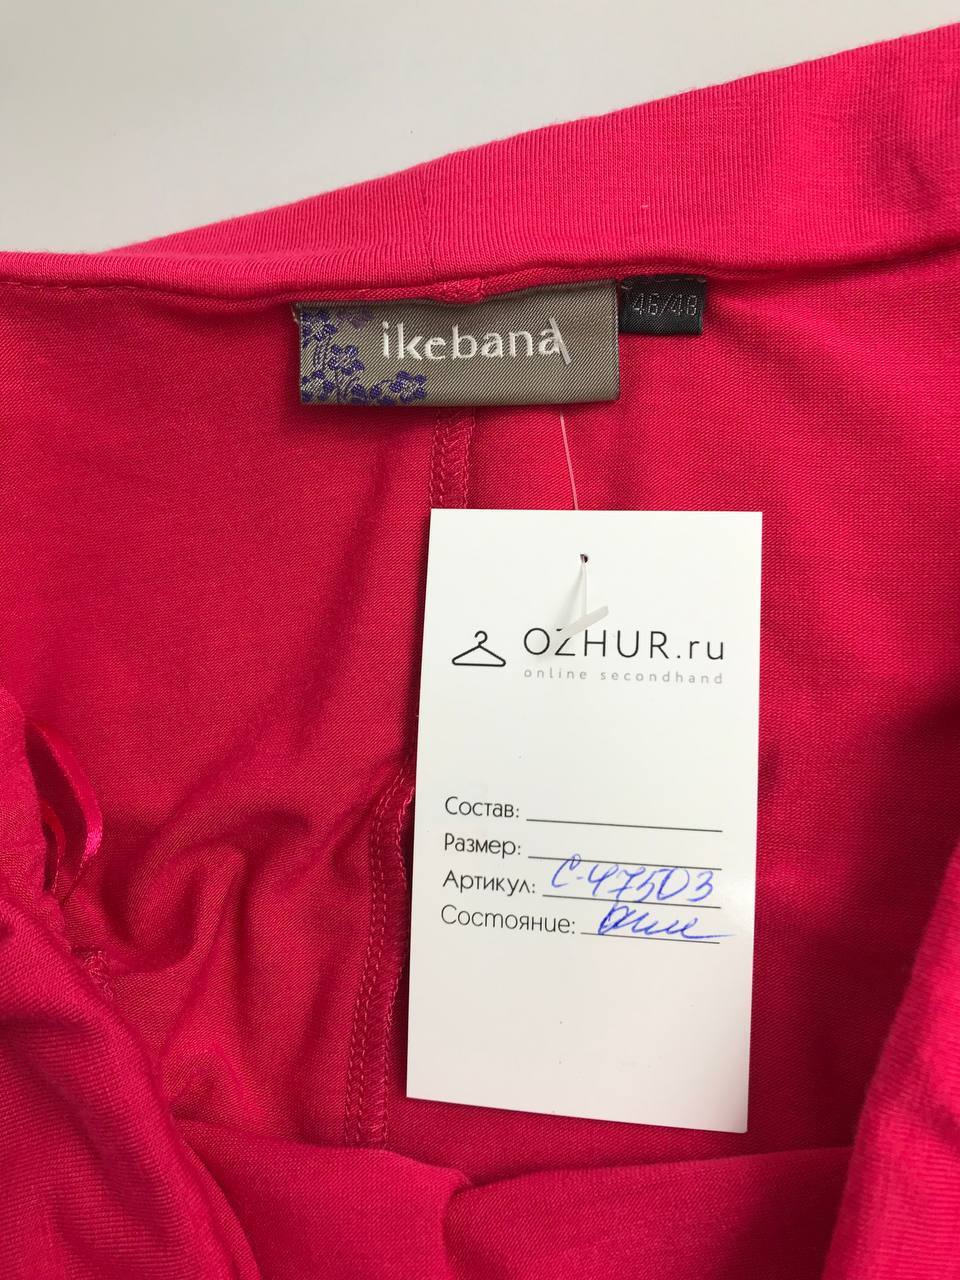 ikebana
46/48
OZHUR.ru
online secondhand
Состав:
Размер:
Артикул: C-47503
Состояние: